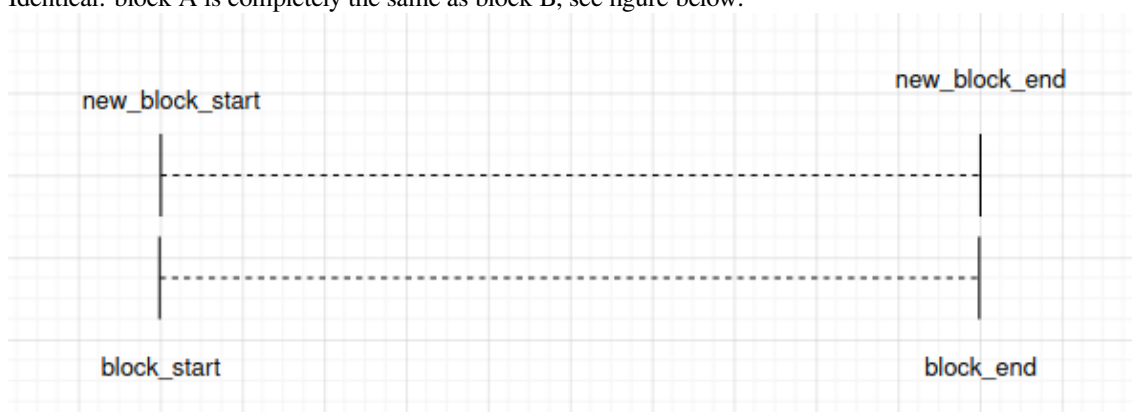 Identical: block A is completely the same as block B, see figure below:
new_block_end
new_block_start
block_start
block_end